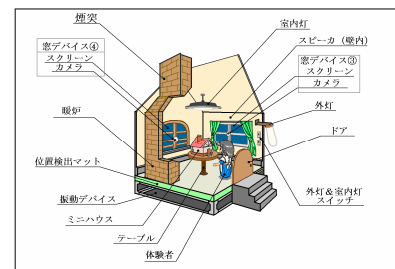 煙突
室内灯
スピーカ（壁内）
窓デバイス④
スクリーン
カメラ
窓デバイス③
スクリーン
カメラ
外灯
暖炉
ドア
位置検出マット
振動デバイス
外灯＆室内灯
スイッチ
ミニハウス
テーブル
体験者